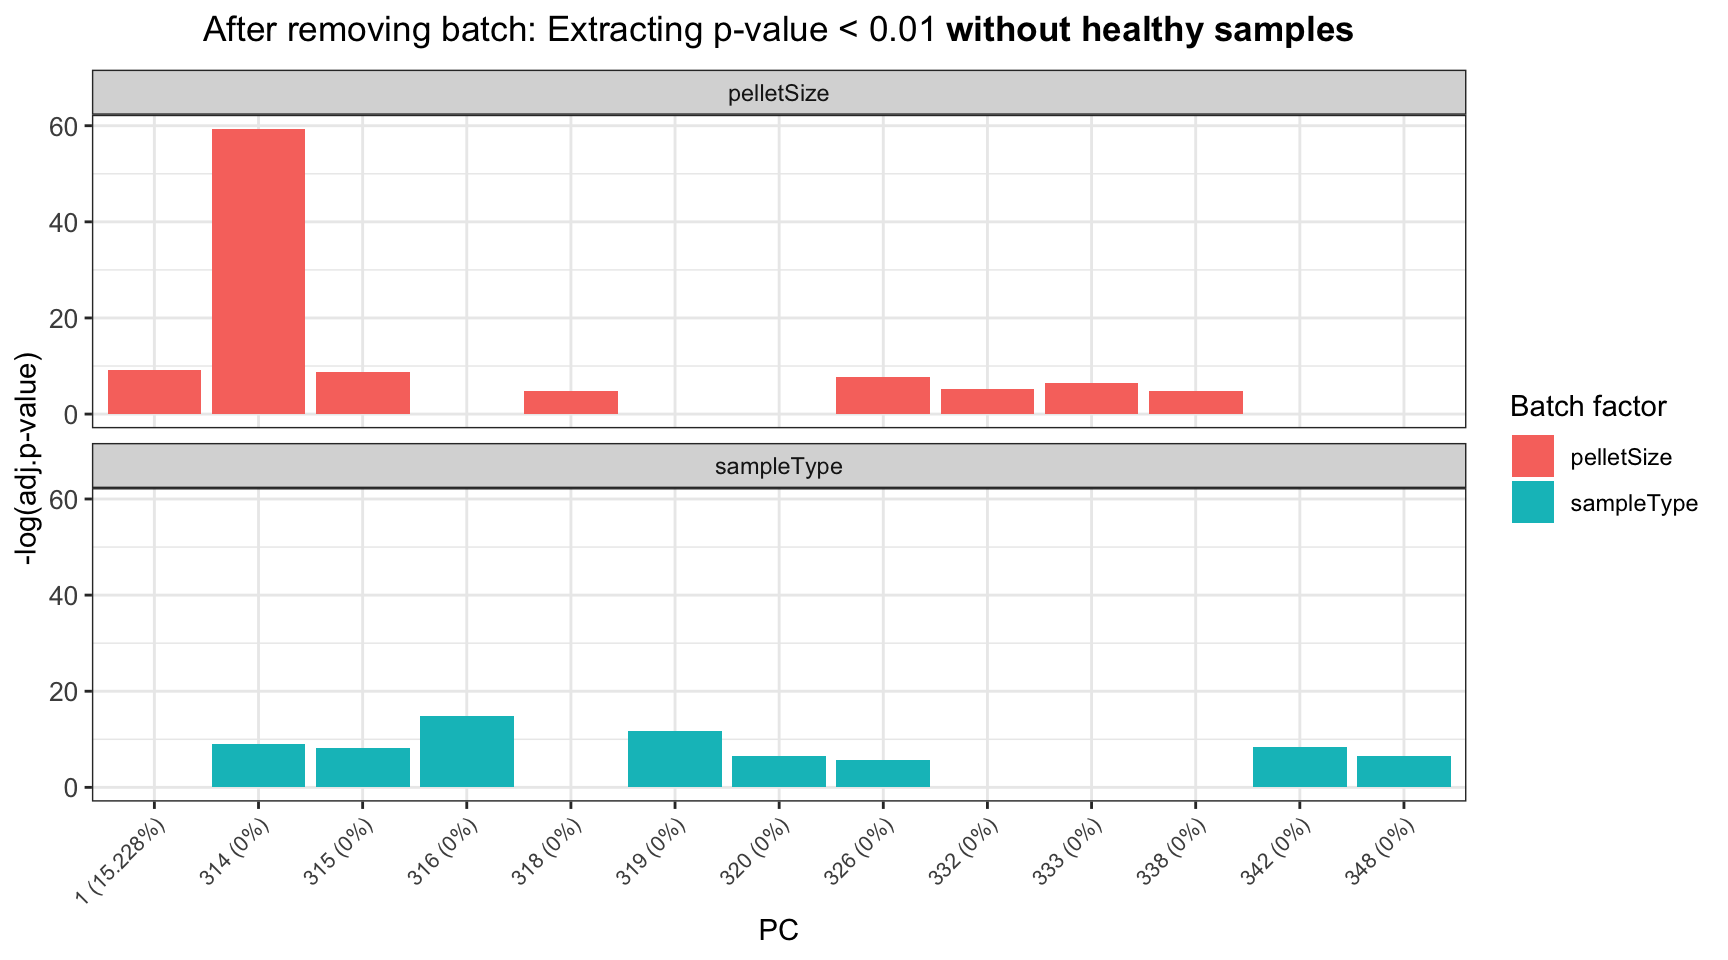 After removing batch: Extracting p-value < 0.01 without healthy samples
pelletSize
60
40
20
0
sampleType
60
40
20
0
-log(adj.p-value)
1 (15.228%)
314 (0%)
315 (0%)
316 (0%)
318 (0%)
319 (0%)
320 (0%)
326 (0%)
332 (0%)
333 (0%)
338 (0%)
342 (0%)
348 (0%)
PC
Batch factor
pelletSize
sampleType